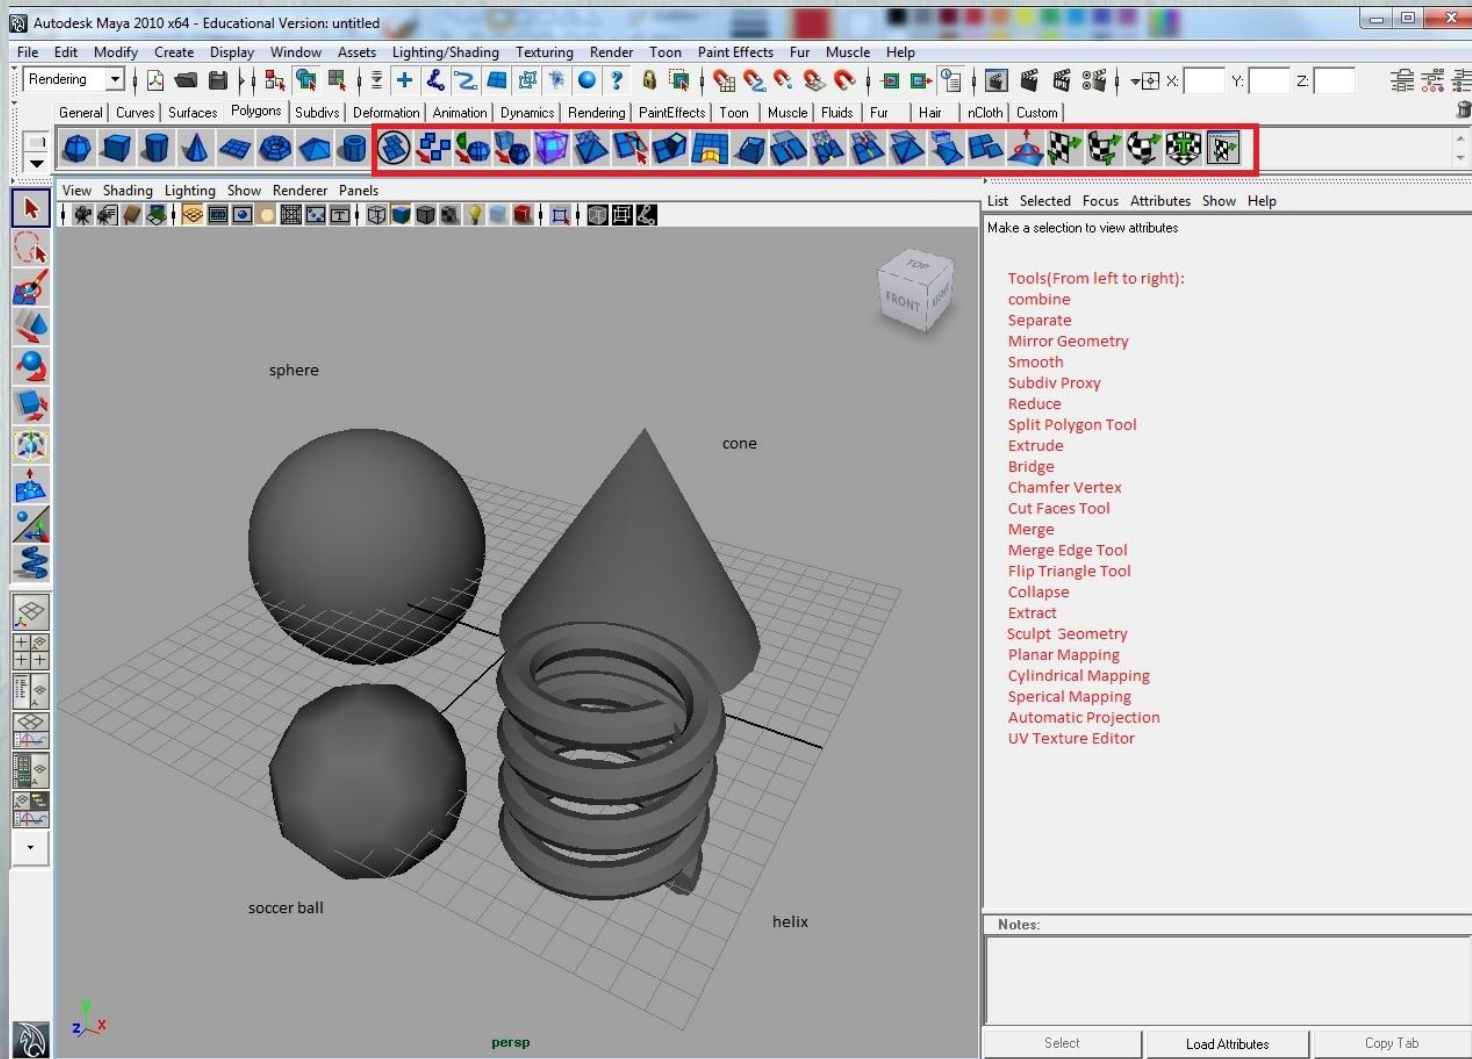 Autodesk Maya 2010 x64 - Educational Version: untitled
File Edit Modify Create Display Window Assets Lighting/Shading Texturing Render Toon Paint Effects Fur Muscle Help
Rendering X: Y: Z:
General Curves Surfaces Polygons Subdivs Deformation Animation Dynamics Rendering PaintEffects Toon Muscle Fluids Fur Hair nCloth Custom
View Shading Lighting Show Renderer Panels
List Selected Focus Attributes Show Help
Make a selection to view attributes
TOP
FRONT RIGHT
sphere
cone
soccer ball
helix
y
z x
persp
Tools(From left to right):
combine
Separate
Mirror Geometry
Smooth
Subdiv Proxy
Reduce
Split Polygon Tool
Extrude
Bridge
Chamfer Vertex
Cut Faces Tool
Merge
Merge Edge Tool
Flip Triangle Tool
Collapse
Extract
Sculpt Geometry
Planar Mapping
Cylindrical Mapping
Sperical Mapping
Automatic Projection
UV Texture Editor
Notes:
Select Load Attributes Copy Tab